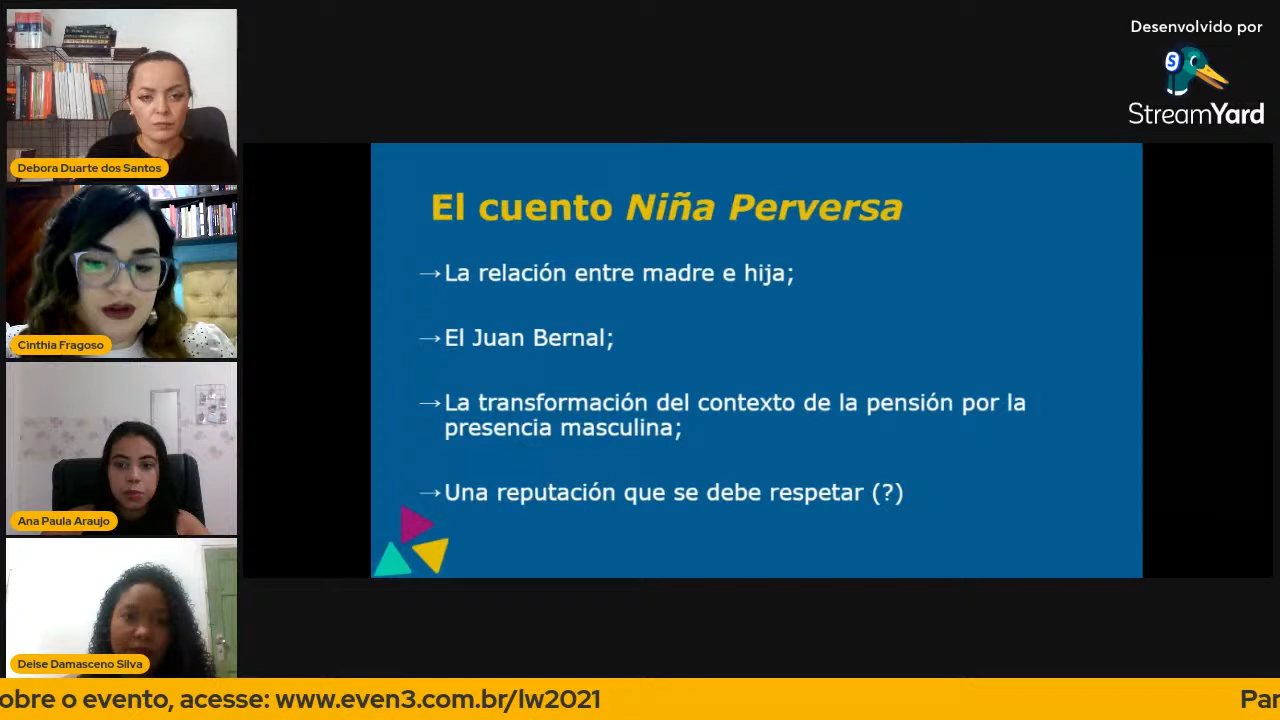 Desenvolvido por
S
StreamYard
Debora Duarte dos Santos
Cinthia Fragoso
Ana Paula Araujo
Deise Damasceno Silva
El cuento Niña Perversa
→La relación entre madre e hija;
→El Juan Bernal;
→La transformación del contexto de la pensión por la
presencia masculina;
→Una reputación que se debe respetar (?)
obre o evento, acesse: www.even3.com.br/lw2021
Par